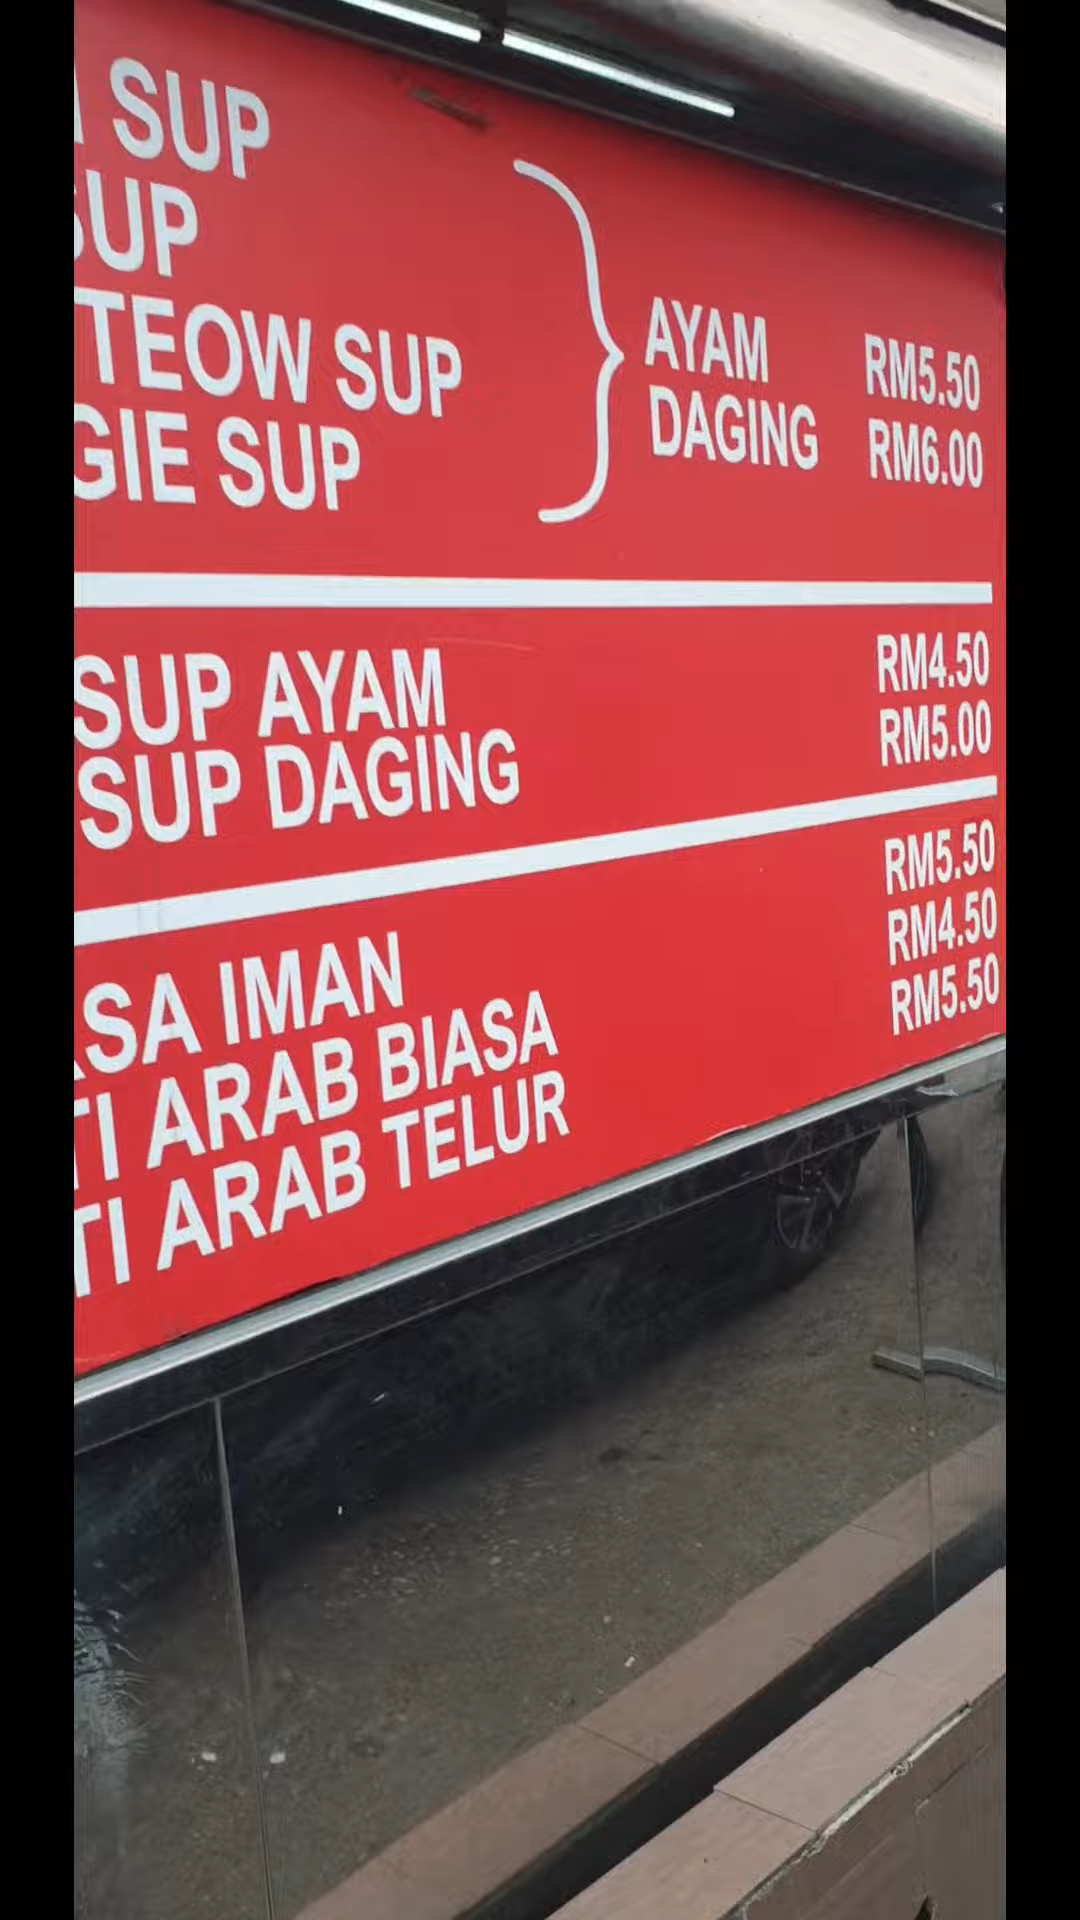 SUP
SUP
TEOW SUP
GIE SUP
AYAM RM5.50
DAGING RM6.00
SUP AYAM RM4.50
SUP DAGING RM5.00
SA IMAN RM5.50
TI ARAB BIASA RM4.50
TI ARAB TELUR RM5.50